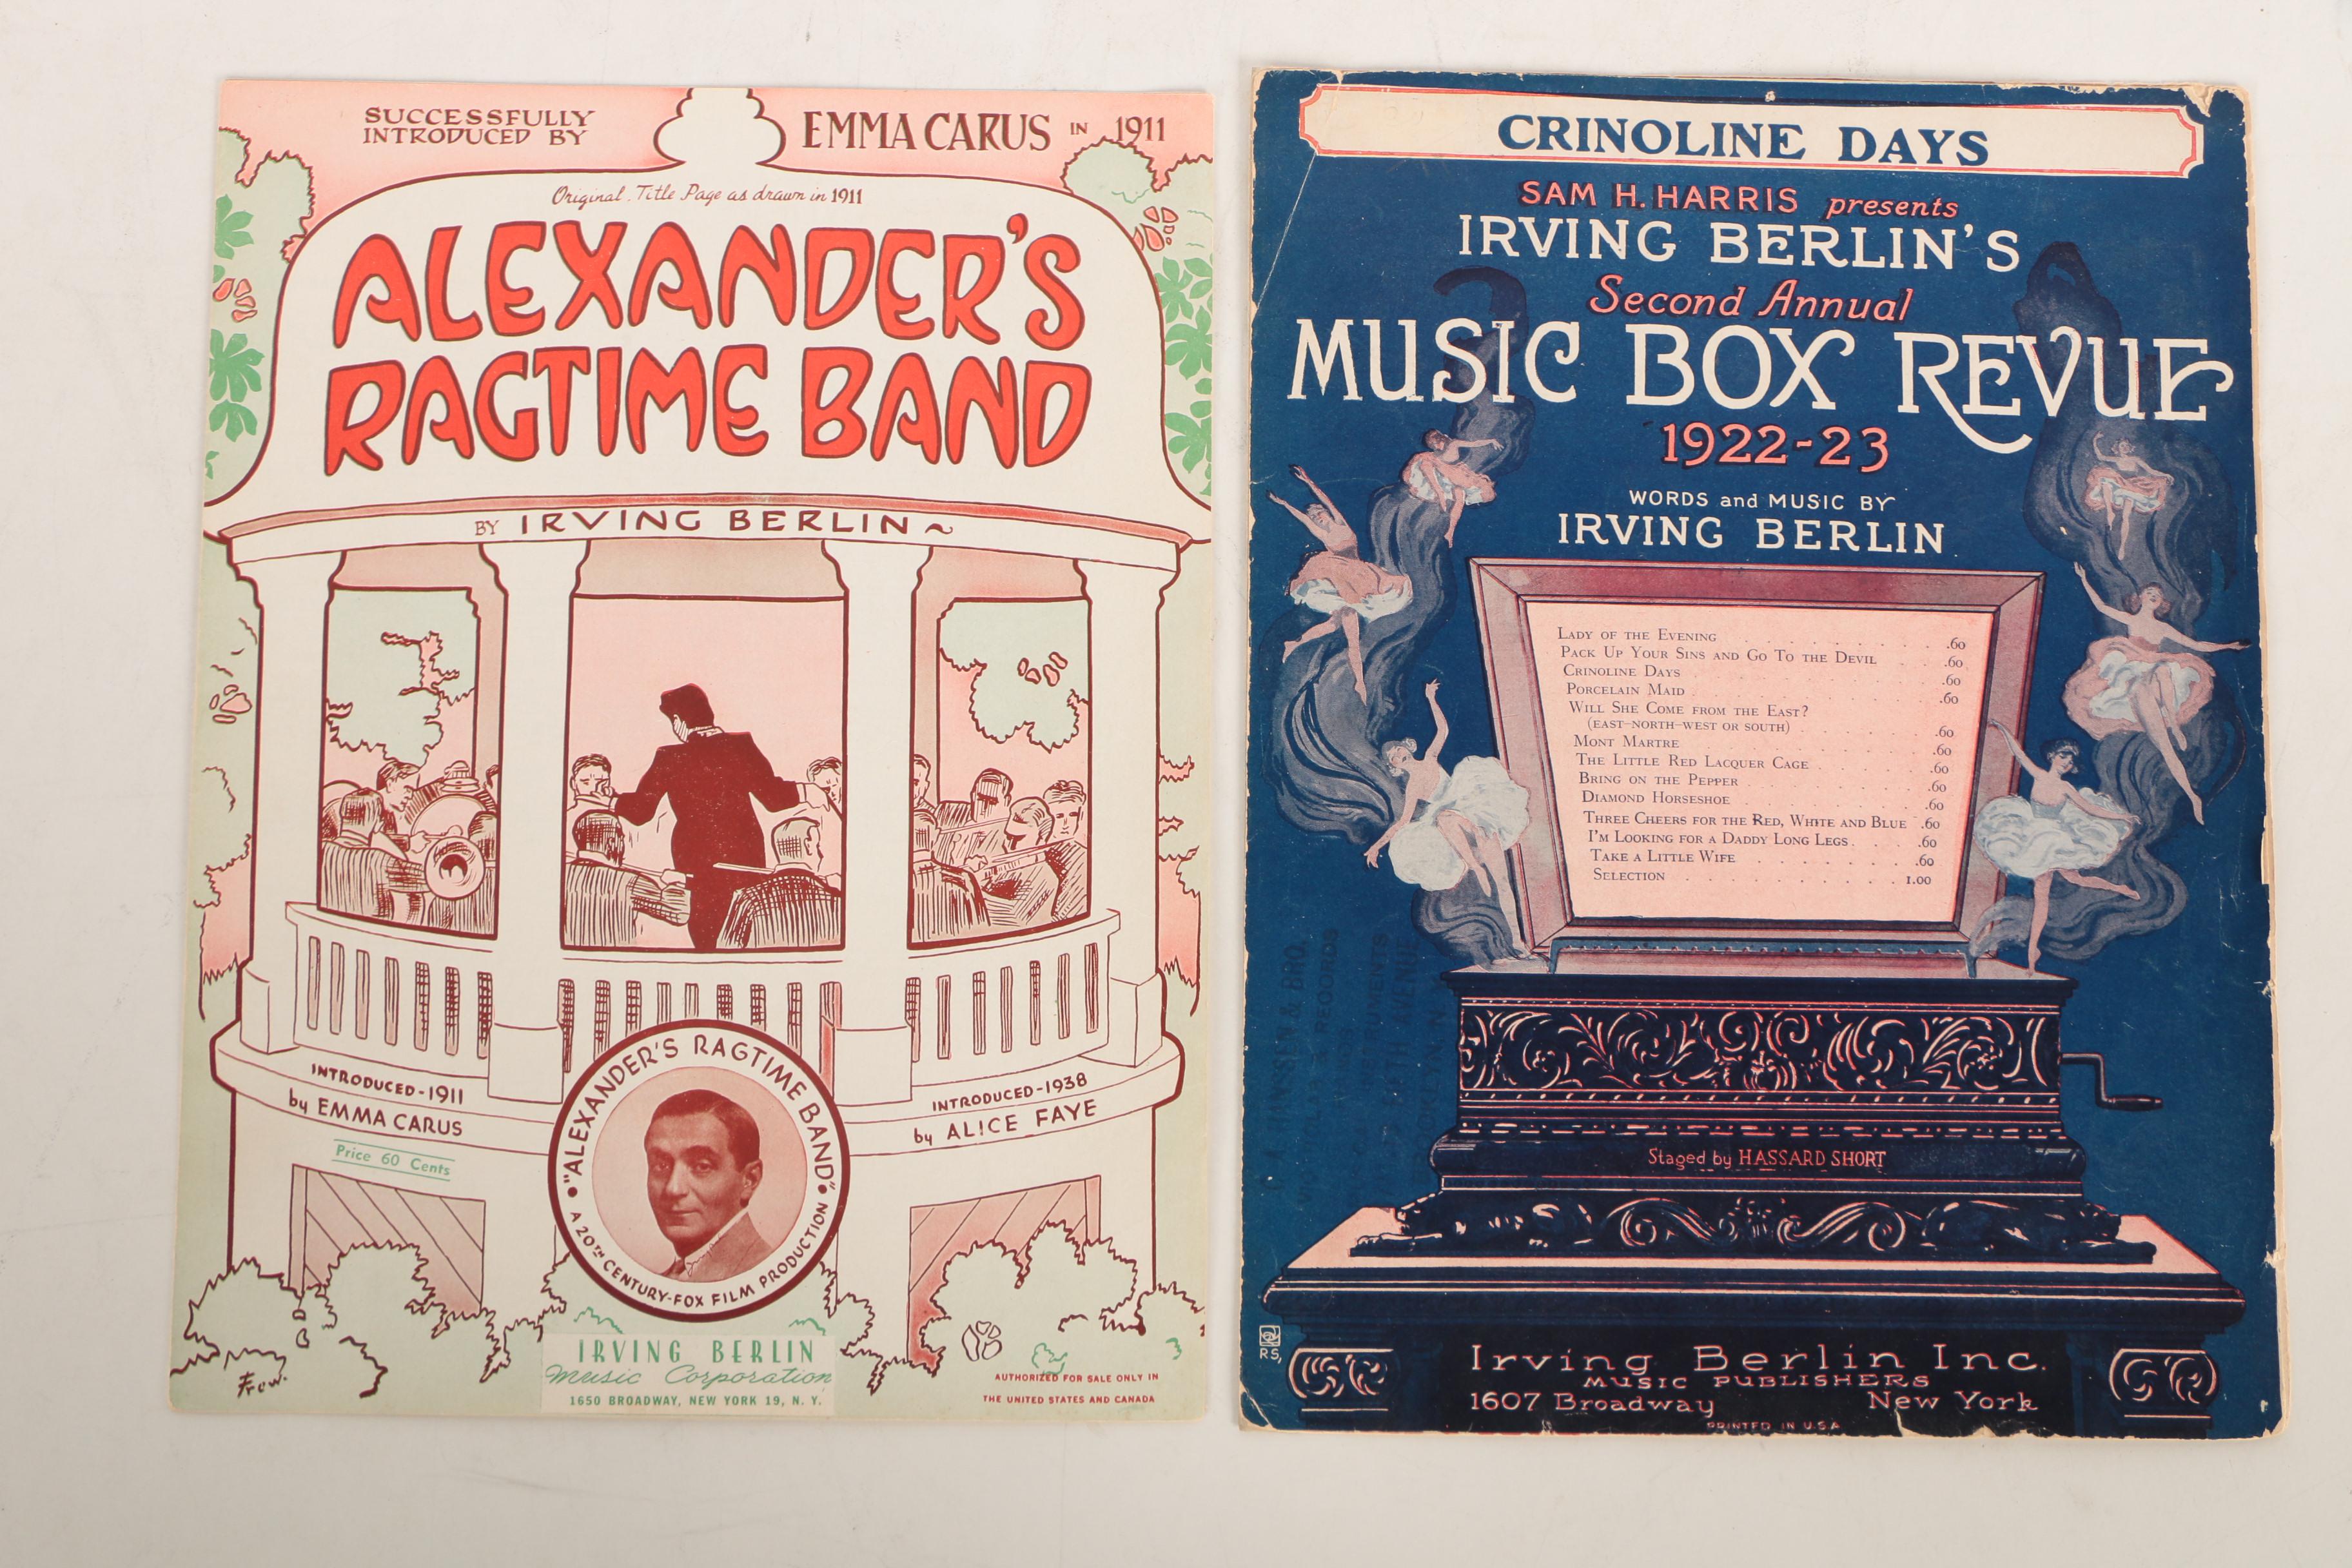 SUCCESSFULLY
INTRODUCED BY
EMMA CARUS IN 1911
Original Title Page as drawn in 1911
ALEXANDER'S
RAGTIME BAND
BY IRVING BERLIN ~
INTRODUCED-1911
by EMMA CARUS
Price 60 Cents
INTRODUCED-1938
by ALICE FAYE
"ALEXANDER'S RAGTIME BAND"
A 20TH CENTURY-FOX FILM PRODUCTION
Frew.
IRVING BERLIN
Music Corporation
1650 BROADWAY, NEW YORK 19, N. Y.
AUTHORIZED FOR SALE ONLY IN
THE UNITED STATES AND CANADA
CRINOLINE DAYS
SAM H. HARRIS presents
IRVING BERLIN'S
Second Annual
MUSIC BOX REVUE
1922-23
WORDS and MUSIC BY
IRVING BERLIN
LADY OF THE EVENING .60
PACK UP YOUR SINS AND GO TO THE DEVIL .60
CRINOLINE DAYS .60
PORCELAIN MAID .60
WILL SHE COME FROM THE EAST?
(EAST-NORTH-WEST OR SOUTH) .60
MONT MARTRE .60
THE LITTLE RED LACQUER CAGE .60
BRING ON THE PEPPER .60
DIAMOND HORSESHOE .60
THREE CHEERS FOR THE RED, WHITE AND BLUE .60
I'M LOOKING FOR A DADDY LONG LEGS .60
TAKE A LITTLE WIFE .60
SELECTION 1.00
& BRO.
RECORDS
AVENUE
Staged by HASSARD SHORT
RS
Irving Berlin Inc.
MUSIC PUBLISHERS
1607 Broadway New York
PRINTED IN U.S.A